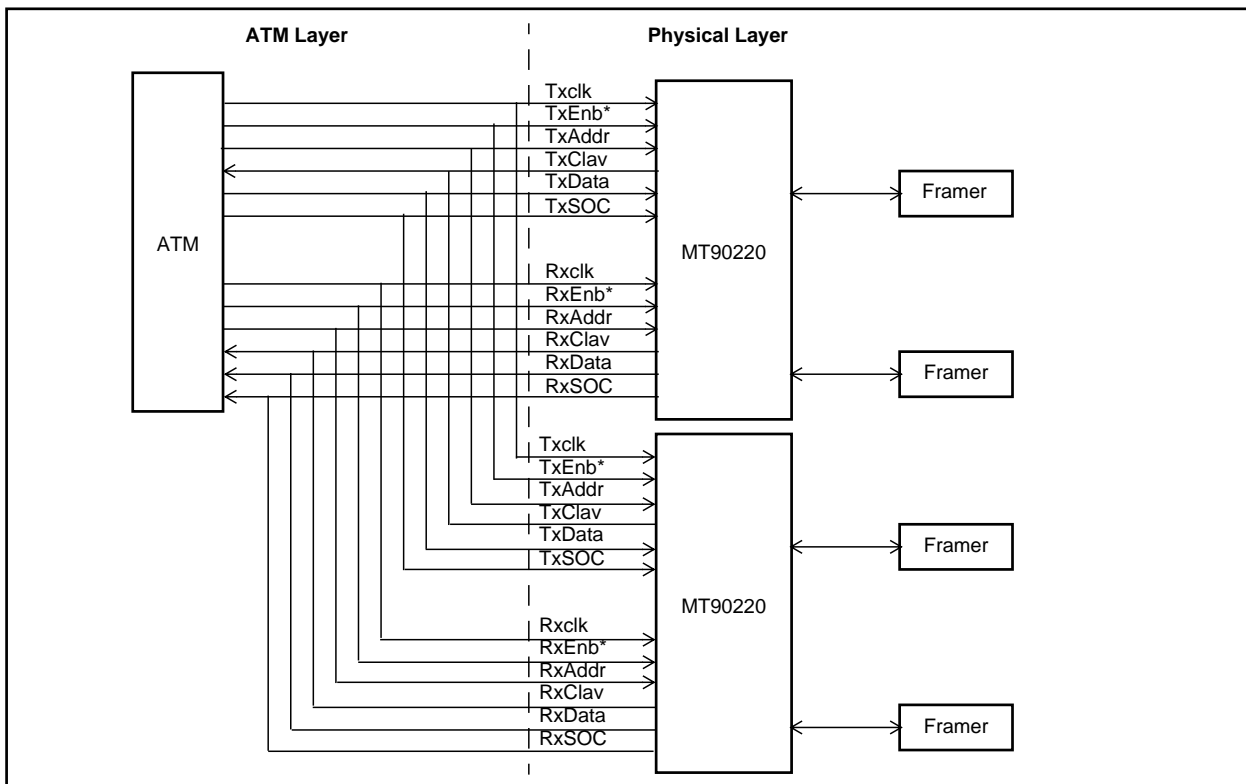 ATM Layer
Physical Layer
Txclk
TxEnb*
TxAddr
TxClav
TxData
TxSOC
ATM
Rxclk
RxEnb*
RxAddr
RxClav
RxData
RxSOC
MT90220
Framer
Framer
Txclk
TxEnb*
TxAddr
TxClav
TxData
TxSOC
Rxclk
RxEnb*
RxAddr
RxClav
RxData
RxSOC
MT90220
Framer
Framer